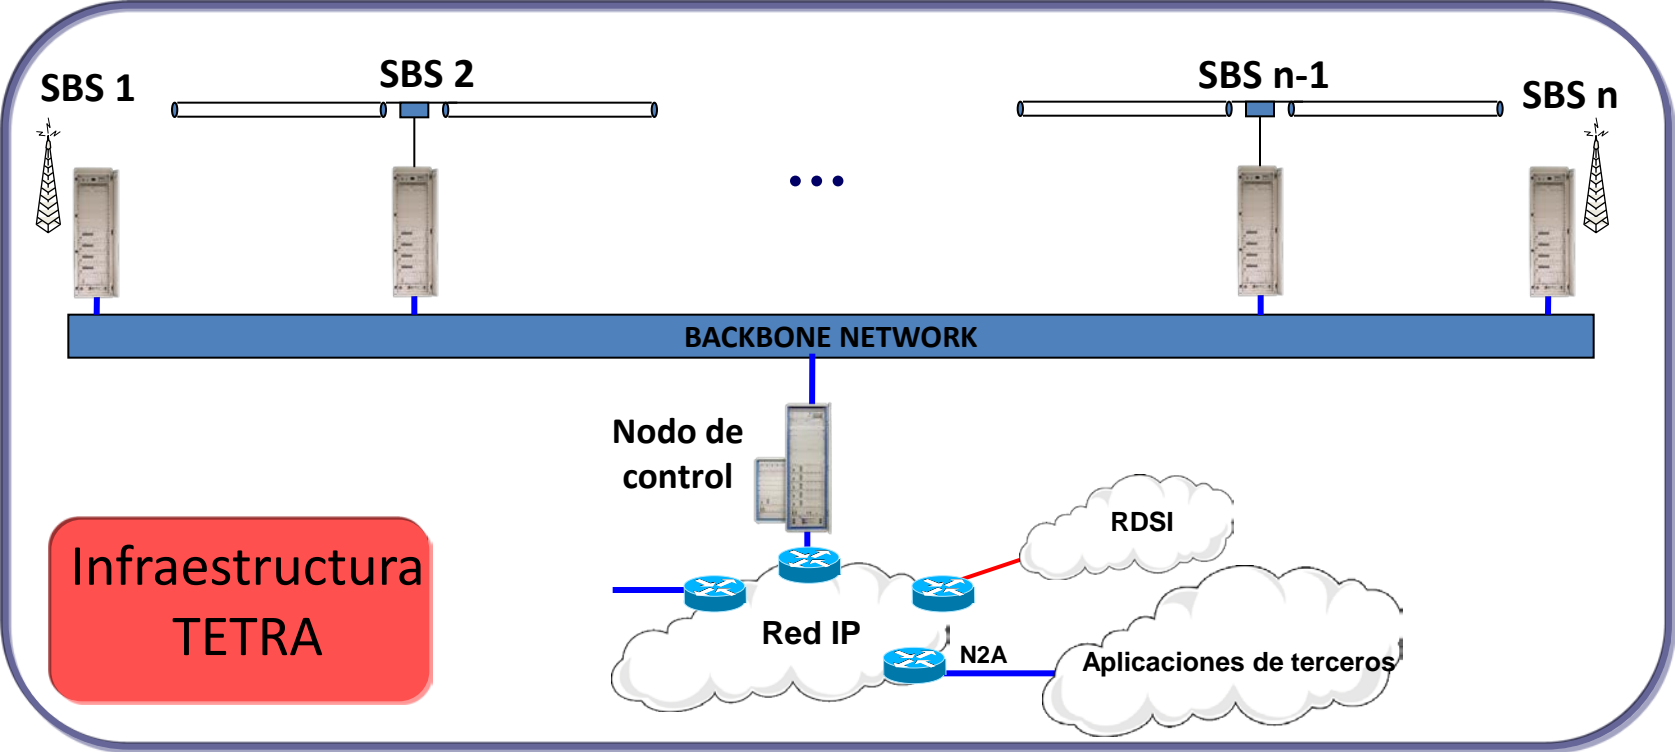 SBS 1
SBS 2
SBS n-1
SBS n
...
BACKBONE NETWORK
Nodo de
control
RDSI
Red IP
N2A
Aplicaciones de terceros
Infraestructura
TETRA